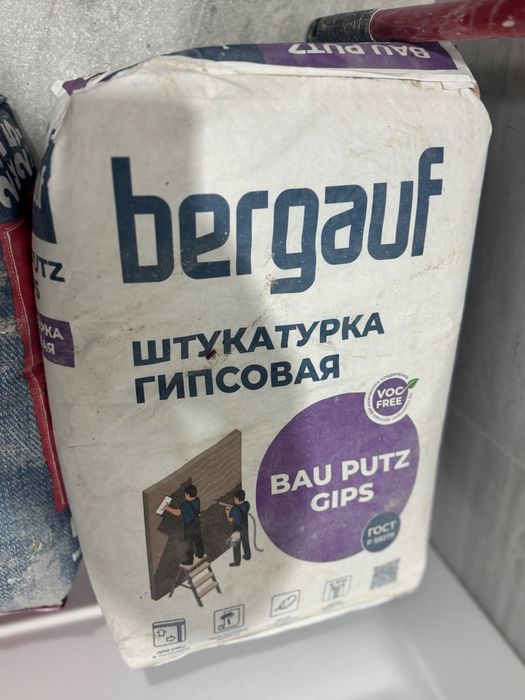 BAU PUTZ
bergauf
ШТУКАТУРКА
ГИПСОВАЯ
VOC
FREE
BAU PUTZ
GIPS
ГОСТ